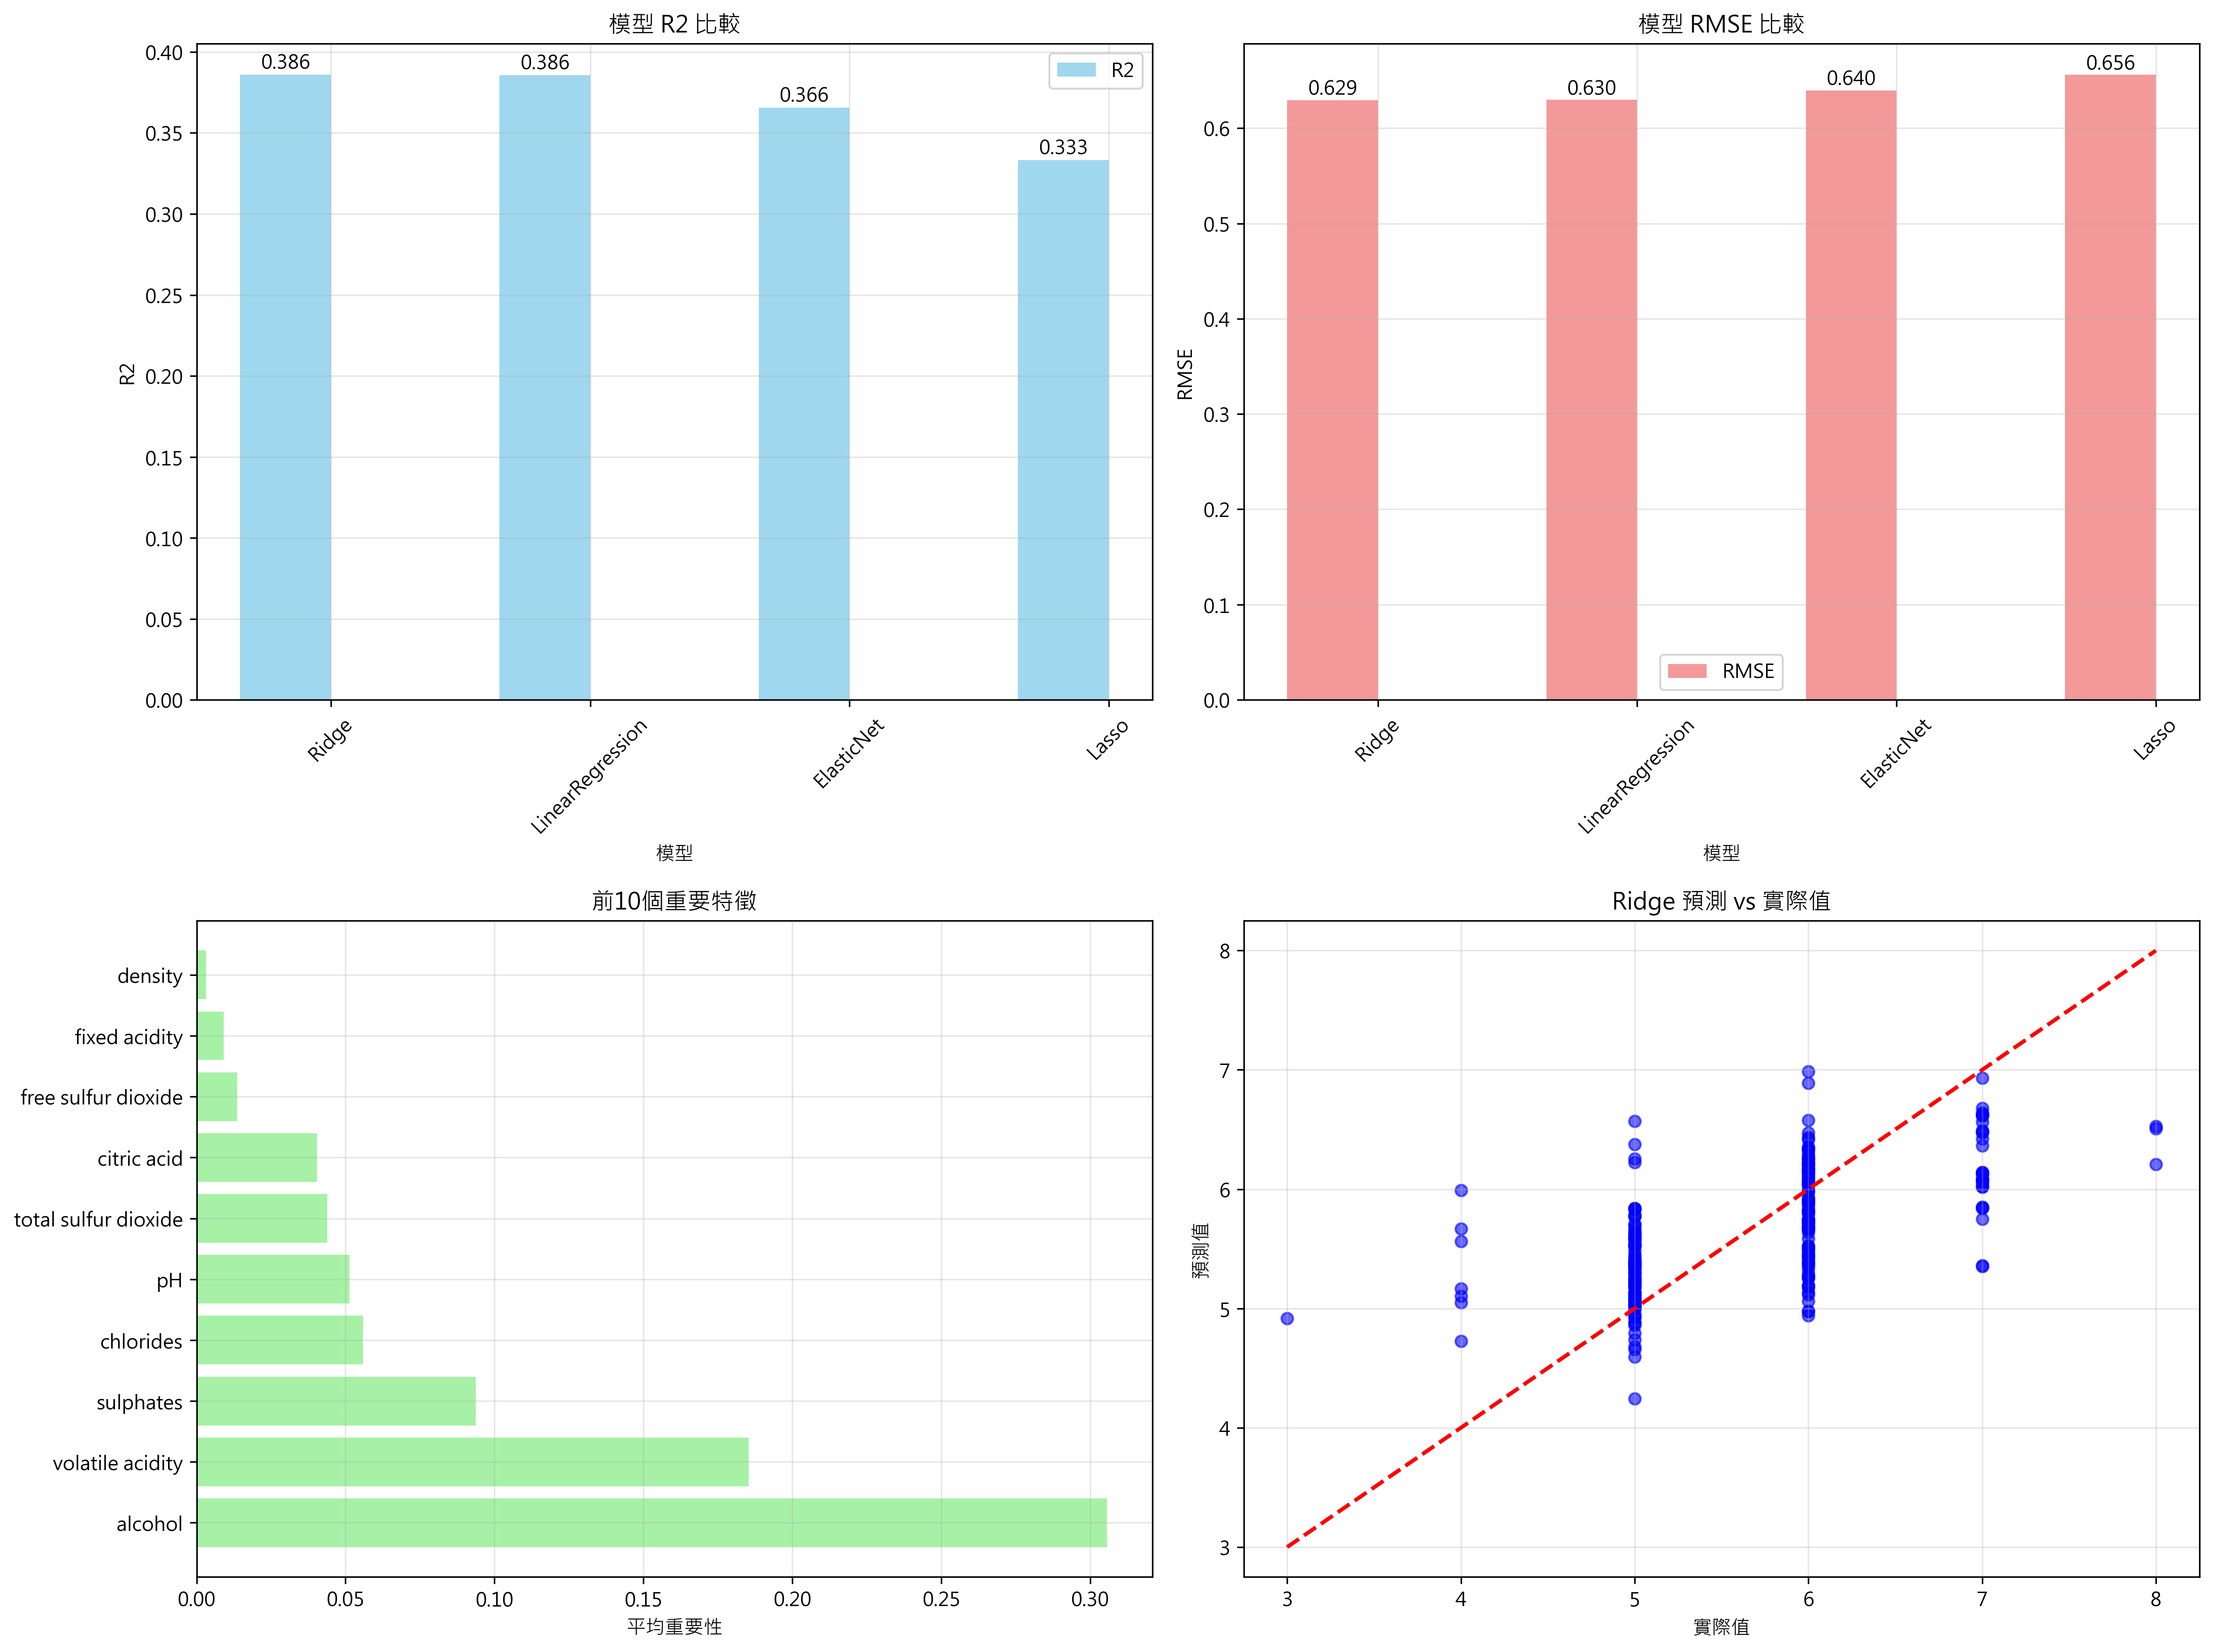 模型 R2 比較
R2
0.40
0.35
0.30
0.25
0.20
0.15
0.10
0.05
0.00
0.386
0.386
0.366
0.333
R2
Ridge
LinearRegression
ElasticNet
Lasso
模型
模型 RMSE 比較
RMSE
0.6
0.5
0.4
0.3
0.2
0.1
0.0
0.629
0.630
0.640
0.656
RMSE
Ridge
LinearRegression
ElasticNet
Lasso
模型
前10個重要特徵
density
fixed acidity
free sulfur dioxide
citric acid
total sulfur dioxide
pH
chlorides
sulphates
volatile acidity
alcohol
0.00 0.05 0.10 0.15 0.20 0.25 0.30
平均重要性
Ridge 預測 vs 實際值
預測值
8
7
6
5
4
3
3 4 5 6 7 8
實際值